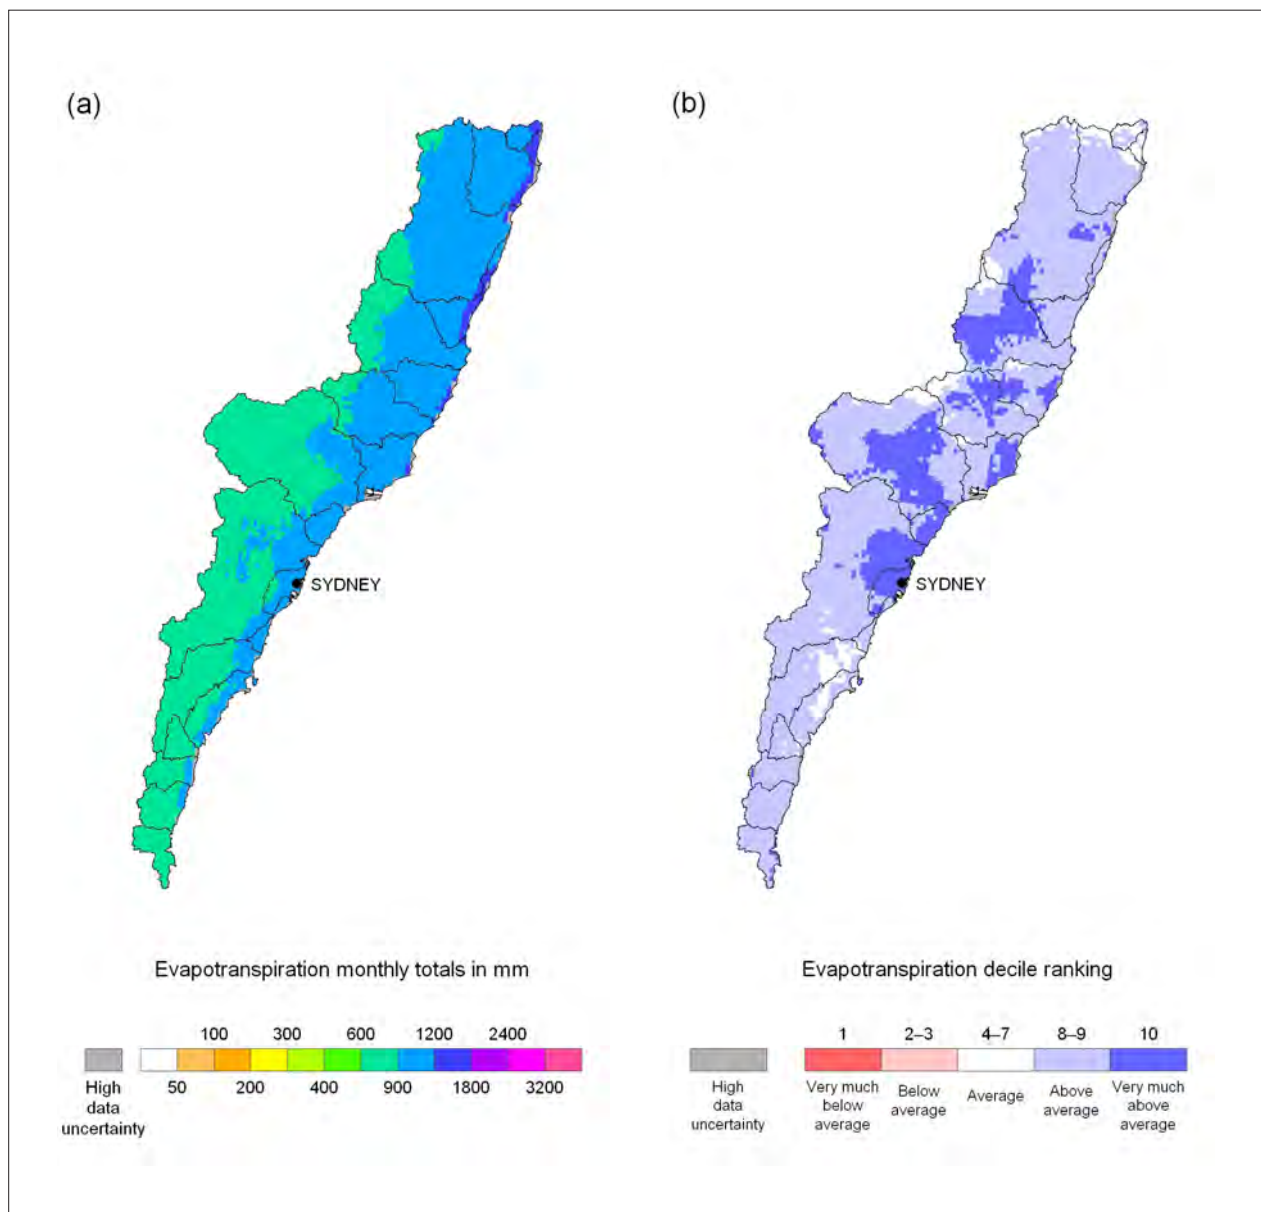 (a)
SYDNEY
Evapotranspiration monthly totals in mm
100 300 600 1200 2400
50 200 400 900 1800 3200
High
data
uncertainty
(b)
SYDNEY
Evapotranspiration decile ranking
1 2–3 4–7 8–9 10
High
data
uncertainty
Very much
below
average
Below
average
Average
Above
average
Very much
above
average